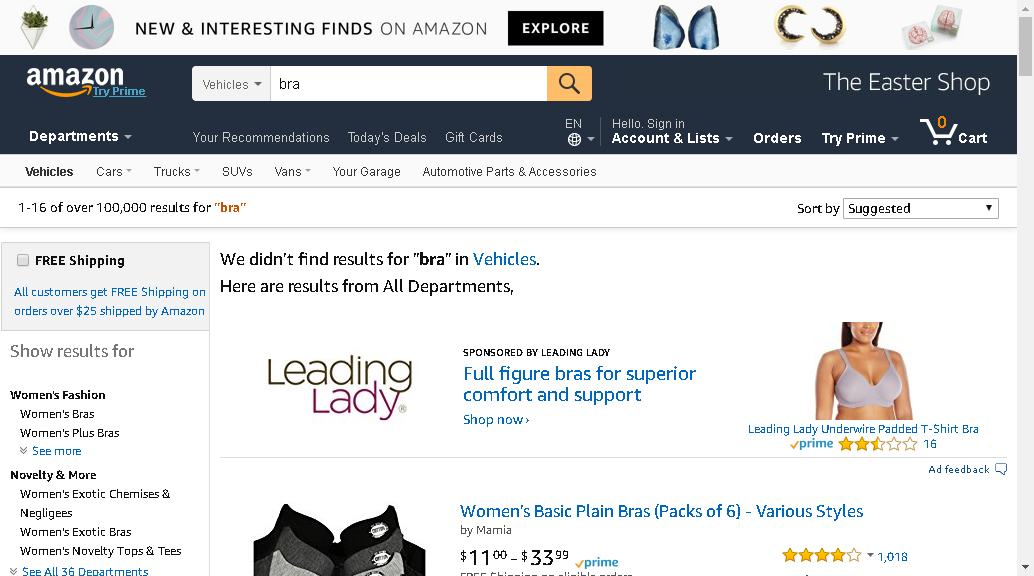 NEW & INTERESTING FINDS ON AMAZON EXPLORE
amazon
Try Prime
Vehicles bra
The Easter Shop
Departments
Your Recommendations Today's Deals Gift Cards
EN
Hello. Sign in
Account & Lists Orders Try Prime 0 Cart
Vehicles Cars Trucks SUVs Vans Your Garage Automotive Parts & Accessories
1-16 of over 100,000 results for "bra"
Sort by Suggested
FREE Shipping
All customers get FREE Shipping on
orders over $25 shipped by Amazon
Show results for
Women's Fashion
Women's Bras
Women's Plus Bras
See more
Novelty & More
Women's Exotic Chemises &
Negligees
Women's Exotic Bras
Women's Novelty Tops & Tees
See All 36 Departments
We didn't find results for "bra" in Vehicles.
Here are results from All Departments,
Leading
Lady®
SPONSORED BY LEADING LADY
Full figure bras for superior
comfort and support
Shop now ›
Leading Lady Underwire Padded T-Shirt Bra
prime 16
Ad feedback
Women's Basic Plain Bras (Packs of 6) - Various Styles
by Mamia
$11 00 - $33 99 prime
1,018
FREE Shipping on eligible orders